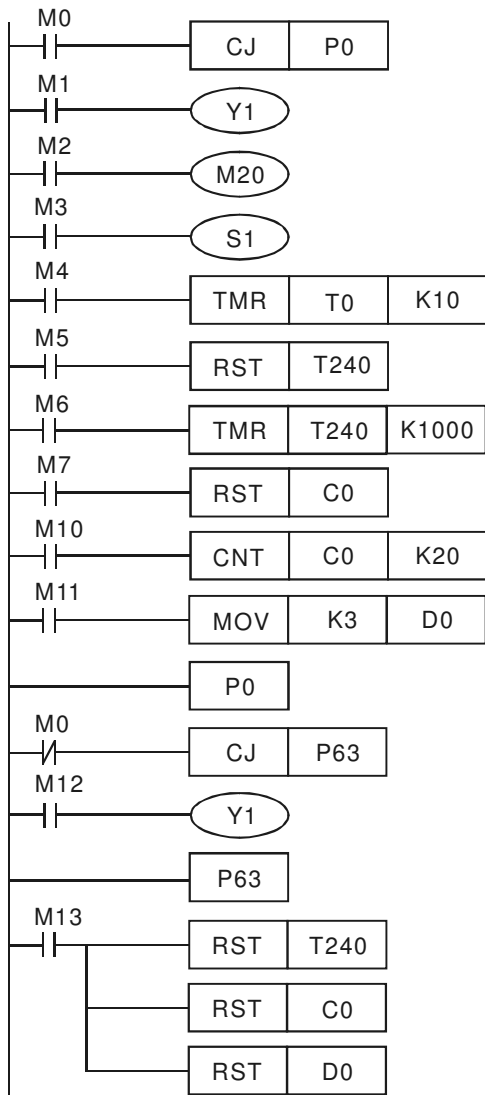 M0
CJ P0
M1
Y1
M2
M20
M3
S1
M4
TMR T0 K10
M5
RST T240
M6
TMR T240 K1000
M7
RST C0
M10
CNT C0 K20
M11
MOV K3 D0
P0
M0
CJ P63
M12
Y1
P63
M13
RST T240
RST C0
RST D0